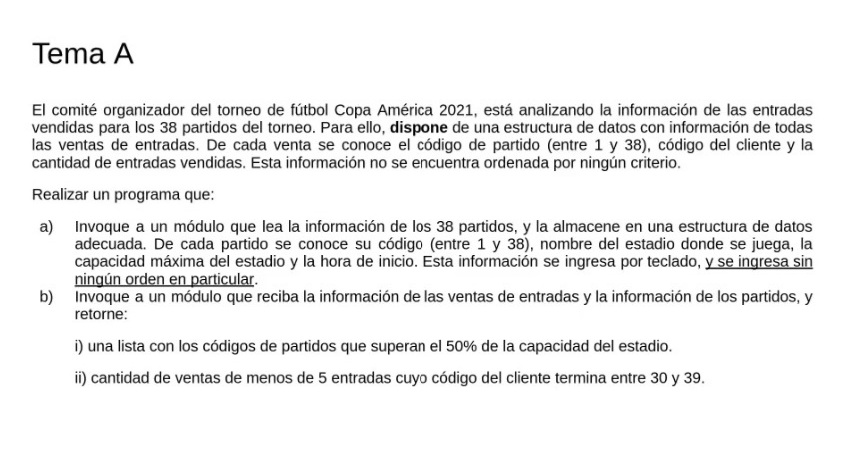 Tema A
El comité organizador del torneo de fútbol Copa América 2021, está analizando la información de las entradas
vendidas para los 38 partidos del torneo. Para ello, dispone de una estructura de datos con información de todas
las ventas de entradas. De cada venta se conoce el código de partido (entre 1 y 38), código del cliente y la
cantidad de entradas vendidas. Esta información no se encuentra ordenada por ningún criterio.
Realizar un programa que:
a) Invoque a un módulo que lea la información de los 38 partidos, y la almacene en una estructura de datos
adecuada. De cada partido se conoce su código (entre 1 y 38), nombre del estadio donde se juega, la
capacidad máxima del estadio y la hora de inicio. Esta información se ingresa por teclado, y se ingresa sin
ningún orden en particular.
b) Invoque a un módulo que reciba la información de las ventas de entradas y la información de los partidos, y
retorne:
i) una lista con los códigos de partidos que superan el 50% de la capacidad del estadio.
ii) cantidad de ventas de menos de 5 entradas cuyo código del cliente termina entre 30 y 39.